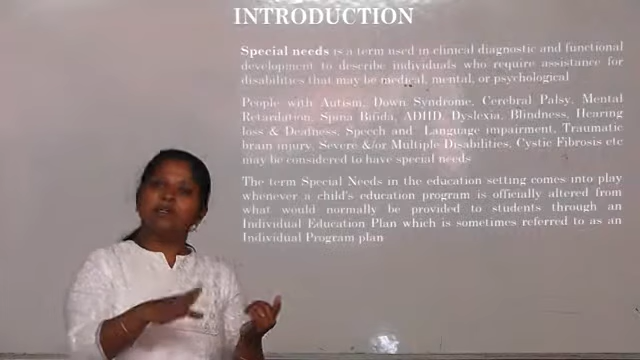 INTRODUCTION
Special needs is a term used in clinical diagnostic and functional
development to describe individuals who require assistance for
disabilities that may be medical, mental, or psychological
People with Autism, Down Syndrome, Cerebral Palsy, Mental
Retardation, Spina Bifida, ADHD, Dyslexia, Blindness, Hearing
loss & Deafness, Speech and Language impairment, Traumatic
brain injury, Severe &/or Multiple Disabilities, Cystic Fibrosis etc
may be considered to have special needs
The term Special Needs in the education setting comes into play
whenever a child's education program is officially altered from
what would normally be provided to students through an
Individual Education Plan which is sometimes referred to as an
Individual Program plan